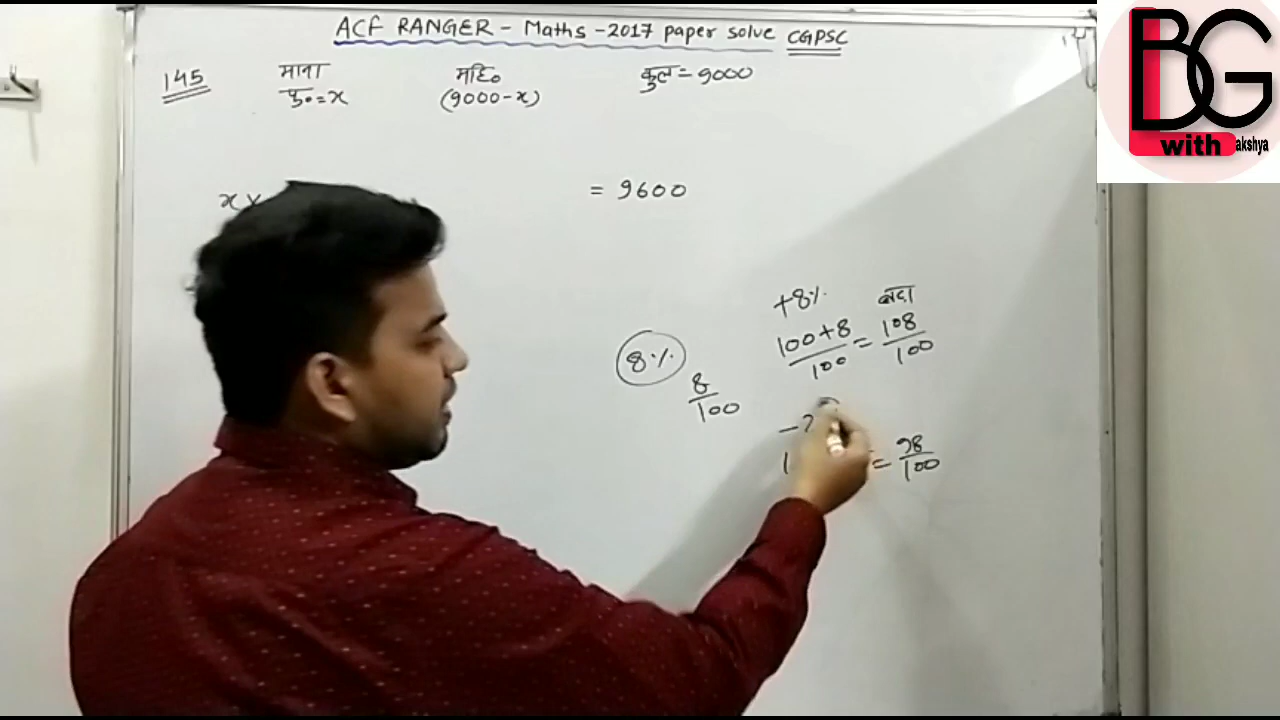 ACF RANGER - Maths - 2017 paper solve CGPSC
145 माना महि० कुल = 9000
पु० = x (9000 - x)
x × = 9600
+8%
100+8/100 = 108/100
8%
8/100
= 98/100
BG
with akshya